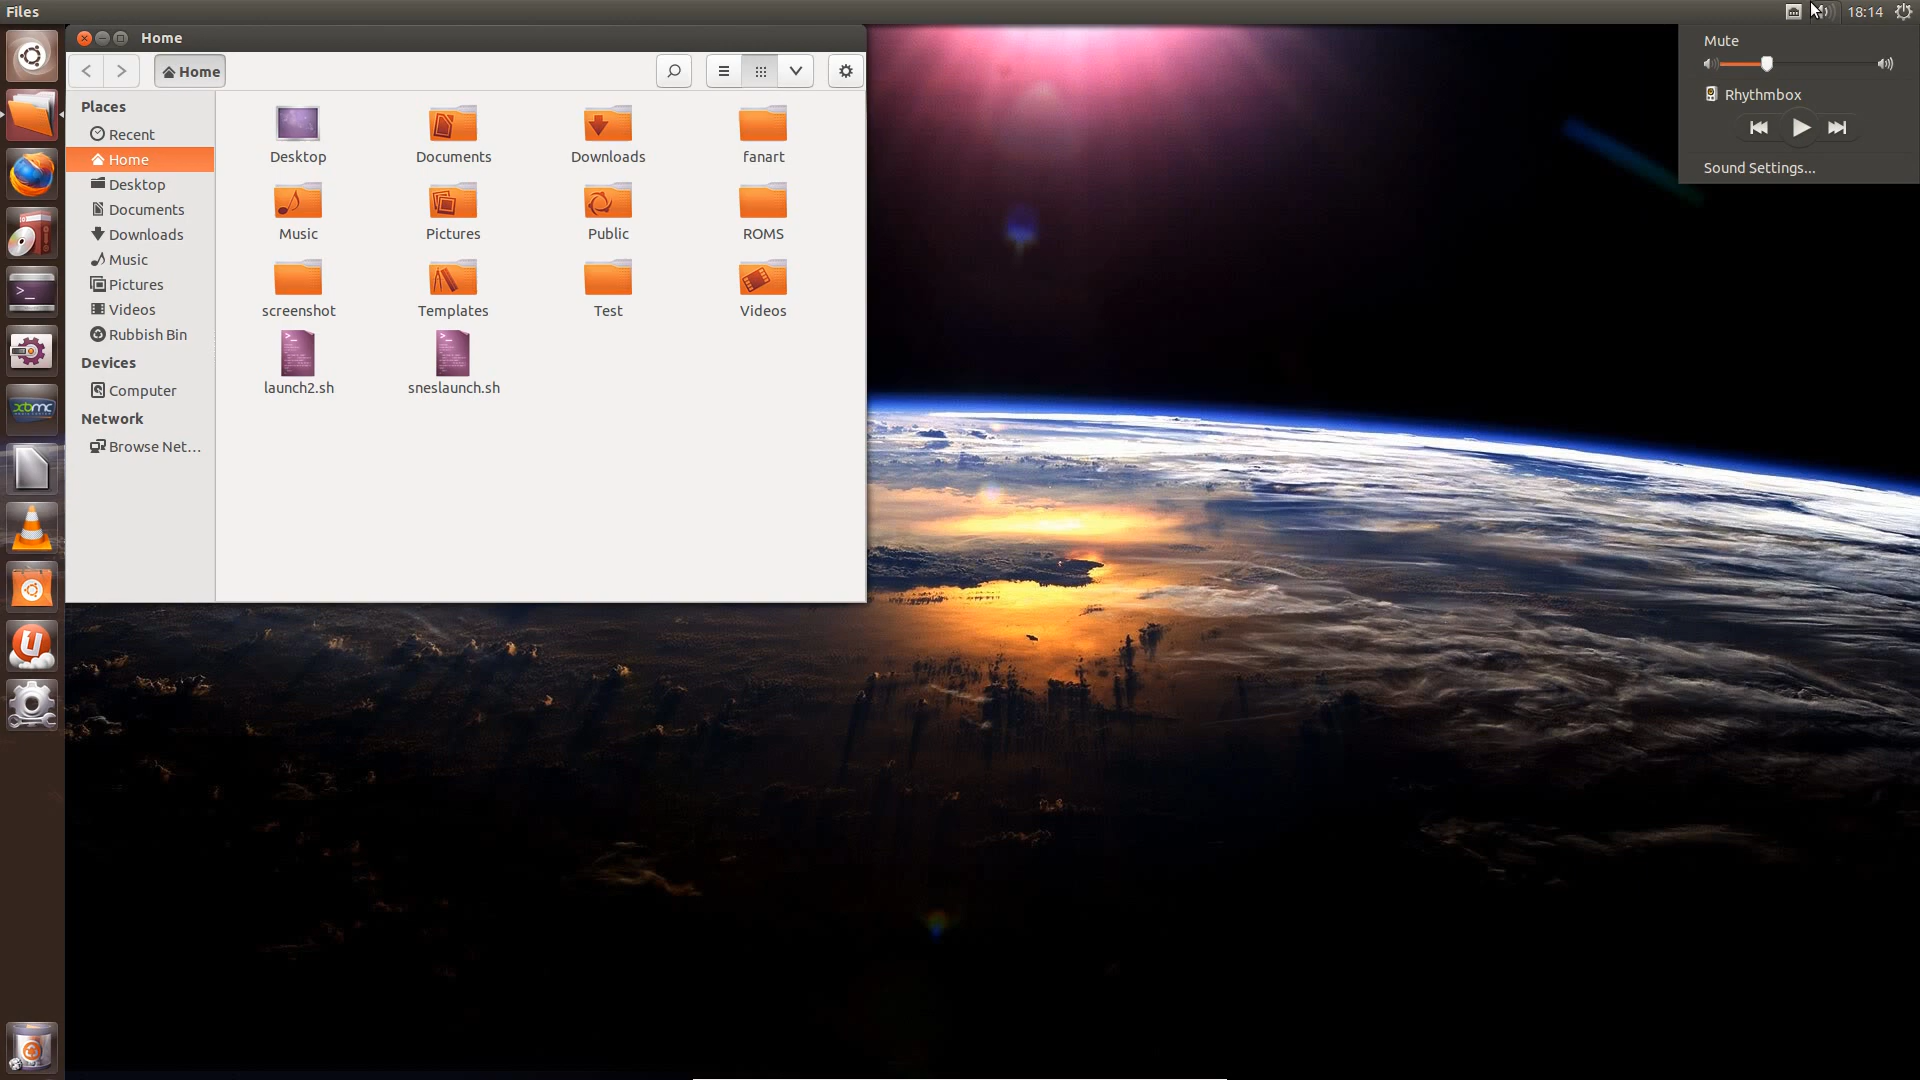 Files
18:14
Home
Home
Mute
Rhythmbox
Sound Settings...
Places
Recent
Home
Desktop
Documents
Downloads
Music
Pictures
Videos
Rubbish Bin
Devices
Computer
Network
Browse Net...
Desktop
Documents
Downloads
fanart
Music
Pictures
Public
ROMS
screenshot
Templates
Test
Videos
launch2.sh
sneslaunch.sh
xbmc